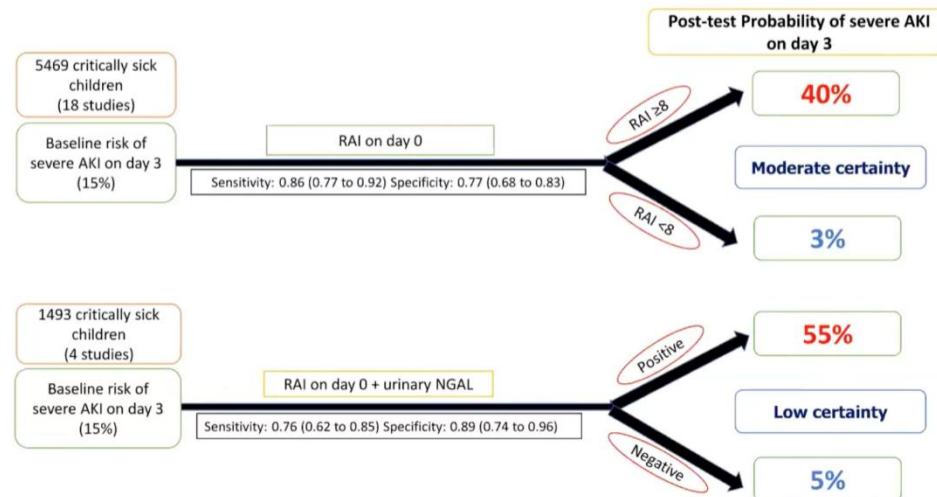 Post-test Probability of severe AKI
on day 3
5469 critically sick
children
(18 studies)
Baseline risk of
severe AKI on day 3
(15%)
RAI on day 0
Sensitivity: 0.86 (0.77 to 0.92) Specificity: 0.77 (0.68 to 0.83)
RAI ≥8
RAI <8
40%
Moderate certainty
3%
1493 critically sick
children
(4 studies)
Baseline risk of
severe AKI on day 3
(15%)
RAI on day 0 + urinary NGAL
Sensitivity: 0.76 (0.62 to 0.85) Specificity: 0.89 (0.74 to 0.96)
Positive
Negative
55%
Low certainty
5%